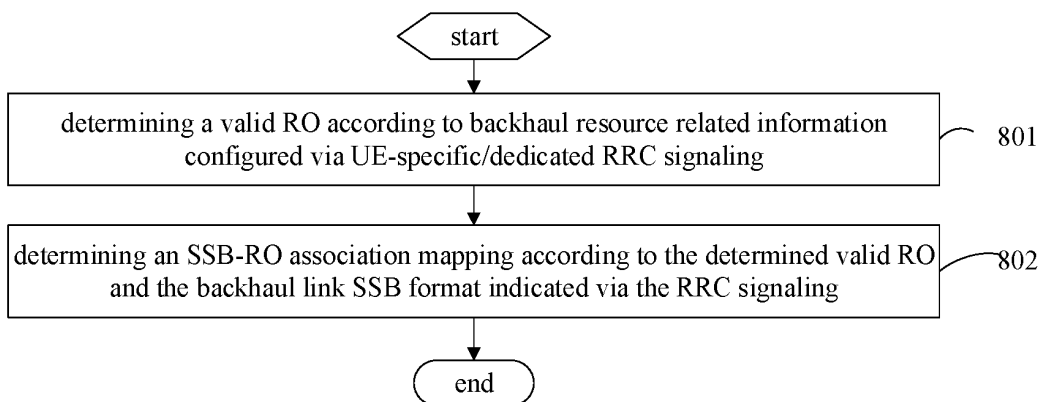 start
determining a valid RO according to backhaul resource related information
configured via UE-specific/dedicated RRC signaling
801
determining an SSB-RO association mapping according to the determined valid RO
and the backhaul link SSB format indicated via the RRC signaling
802
end